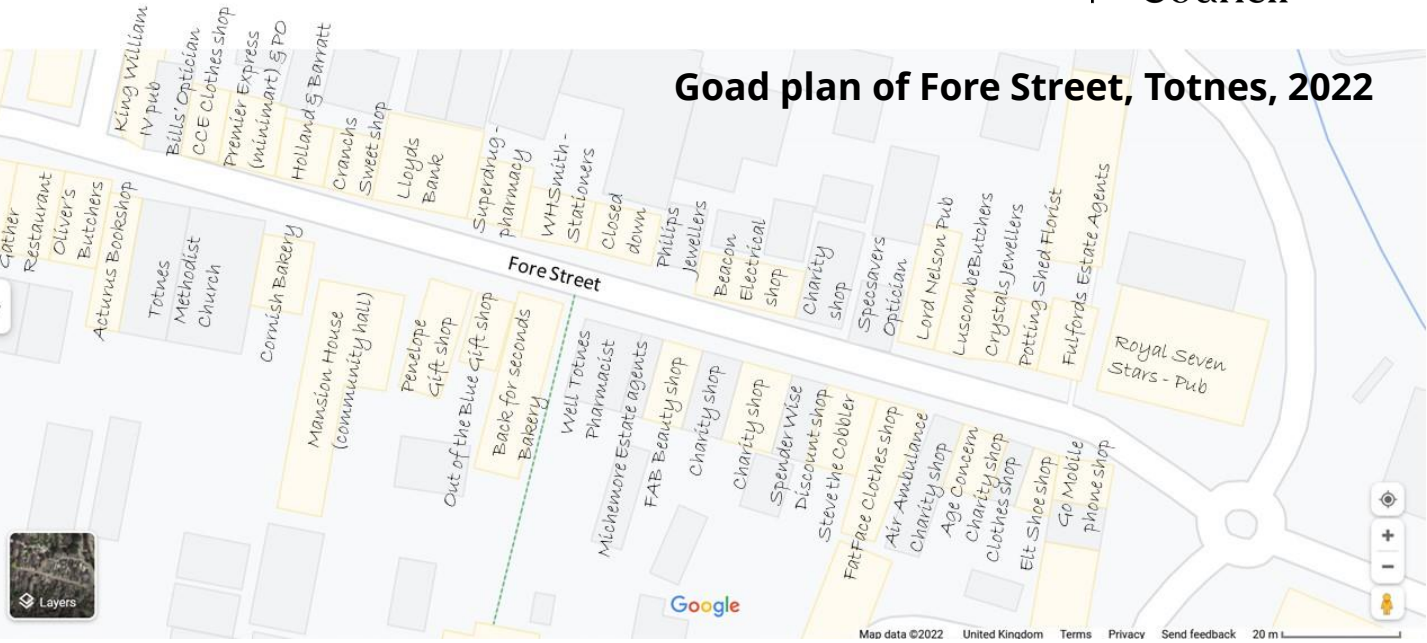 Council
Goad plan of Fore Street, Totnes, 2022
King William
IV pub
Bills' Optician
CCE Clothes shop
Premier Express
(minimart) & PO
Holland & Barratt
Cranchs
Sweet shop
Lloyds
Bank
Superdrug -
pharmacy
WHSmith -
Stationers
Closed
down
Philips
Jewellers
Beacon
Electrical
shop
Charity
shop
Specsavers
Optician
Lord Nelson Pub
Luscombe Butchers
Crystals Jewellers
Potting Shed Florist
Fulfords Estate Agents
Royal Seven
Stars - Pub
Fore Street
Gather
Restaurant
Oliver's
Butchers
Acturus Bookshop
Totnes
Methodist
Church
Cornish Bakery
Mansion House
(community hall)
Penelope
Gift shop
Out of the Blue Gift shop
Back for seconds
Bakery
Well Totnes
Pharmacist
Michemore Estate agents
FAB Beauty shop
Charity shop
Charity shop
Spender Wise
Discount shop
Steve the Cobbler
FatFace Clothes shop
Air Ambulance
Charity shop
Age Concern
Charity shop
Clothes shop
Elt Shoe shop
Go Mobile
phone shop
Layers
Google
Map data ©2022 United Kingdom Terms Privacy Send feedback 20 m